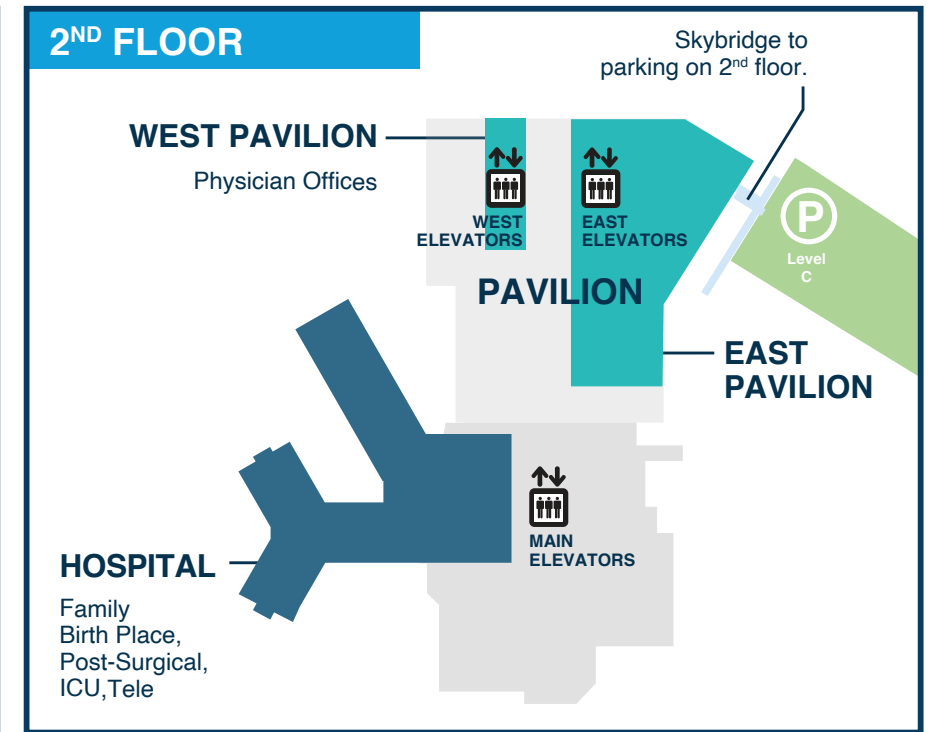 2ND FLOOR
Skybridge to
parking on 2nd floor.
WEST PAVILION
Physician Offices
WEST
ELEVATORS
EAST
ELEVATORS
P
Level
C
PAVILION
EAST
PAVILION
MAIN
ELEVATORS
HOSPITAL
Family
Birth Place,
Post-Surgical,
ICU,Tele